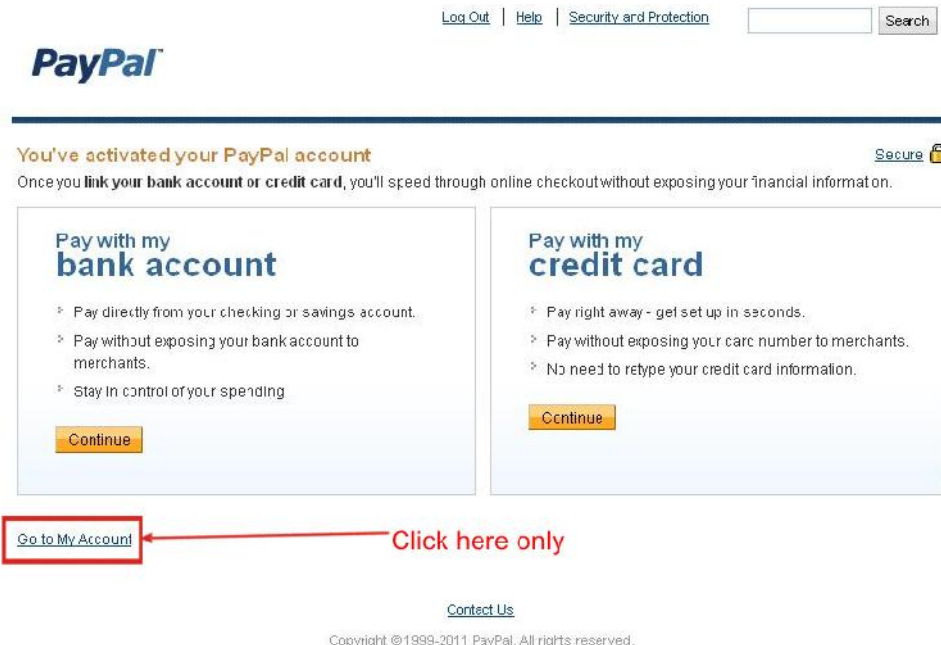 Log Out | Help | Security and Protection Search
PayPal
You've activated your PayPal account Secure
Once you link your bank account or credit card, you'll speed through online checkout without exposing your financial information.
Pay with my
bank account
Pay directly from your checking or savings account.
Pay without exposing your bank account to
merchants.
Stay in control of your spending
Continue
Pay with my
credit card
Pay right away - get set up in seconds.
Pay without exposing your card number to merchants.
No need to retype your credit card information.
Continue
Go to My Account Click here only
Contact Us
Copyright © 1999-2011 PayPal. All rights reserved.